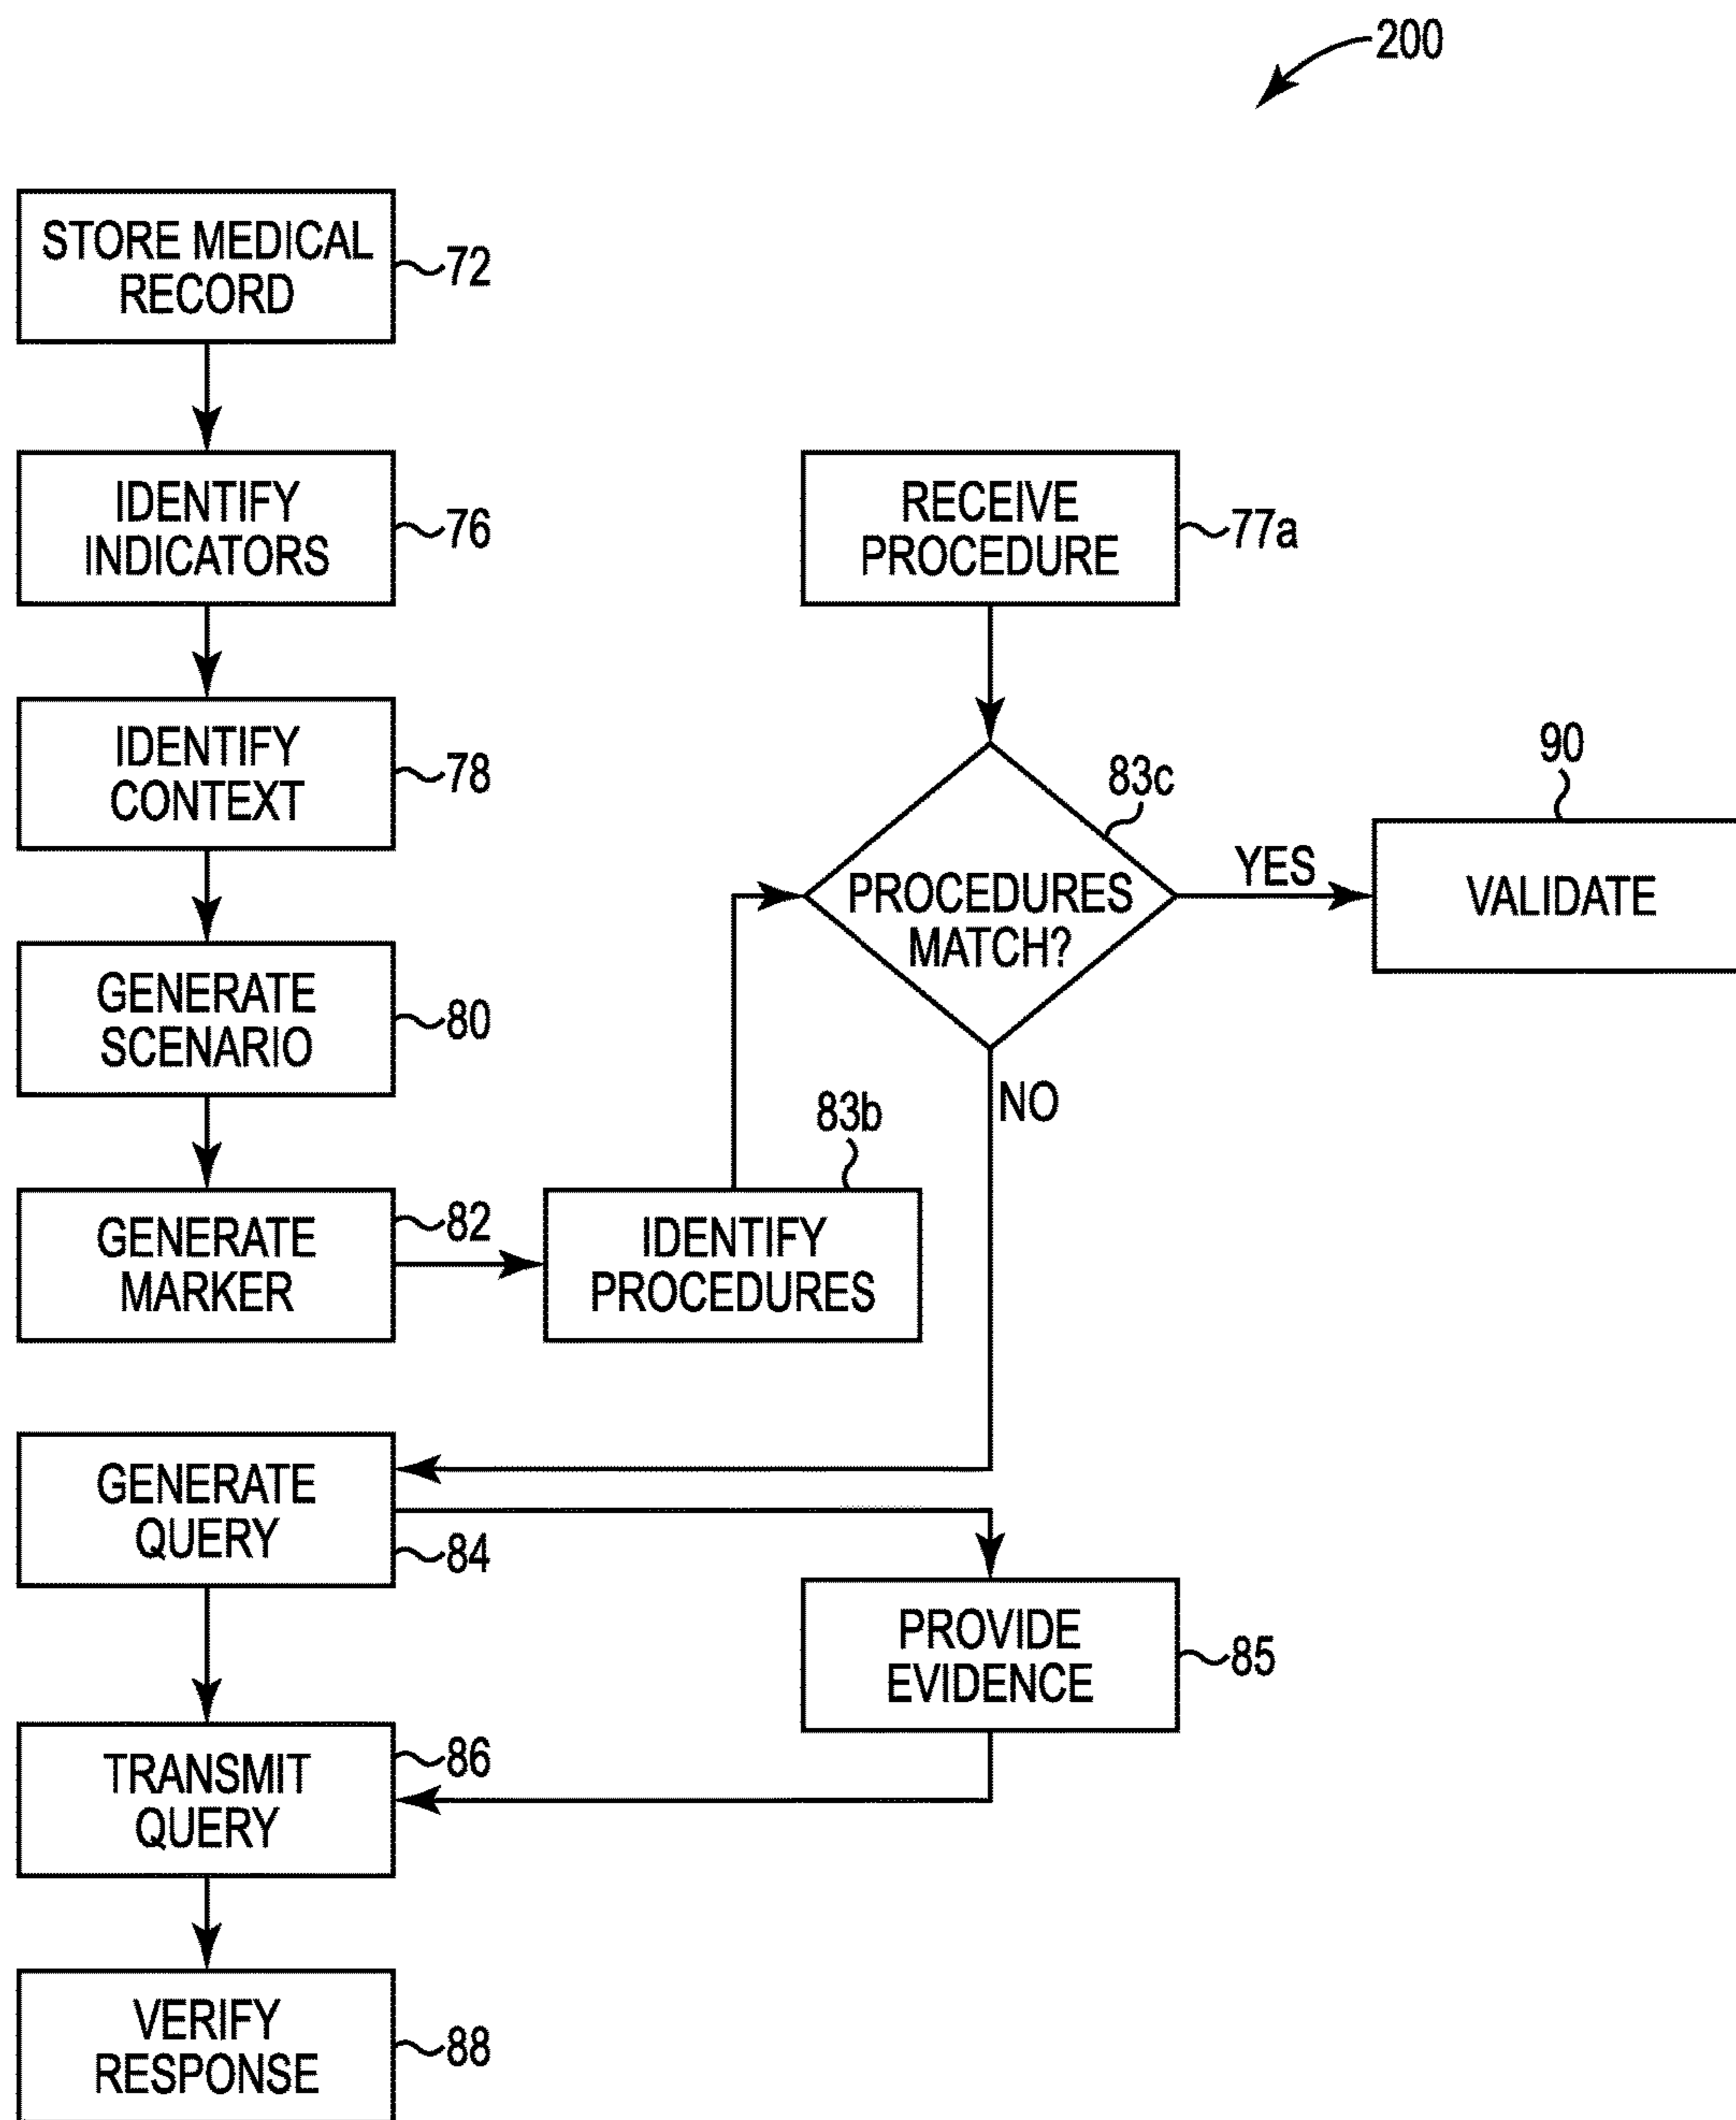 200
STORE MEDICAL
RECORD
72
IDENTIFY
INDICATORS
76
RECEIVE
PROCEDURE
77a
IDENTIFY
CONTEXT
78
83c
90
PROCEDURES
MATCH?
YES
VALIDATE
GENERATE
SCENARIO
80
NO
83b
GENERATE
MARKER
82
IDENTIFY
PROCEDURES
GENERATE
QUERY
84
PROVIDE
EVIDENCE
85
TRANSMIT
QUERY
86
VERIFY
RESPONSE
88